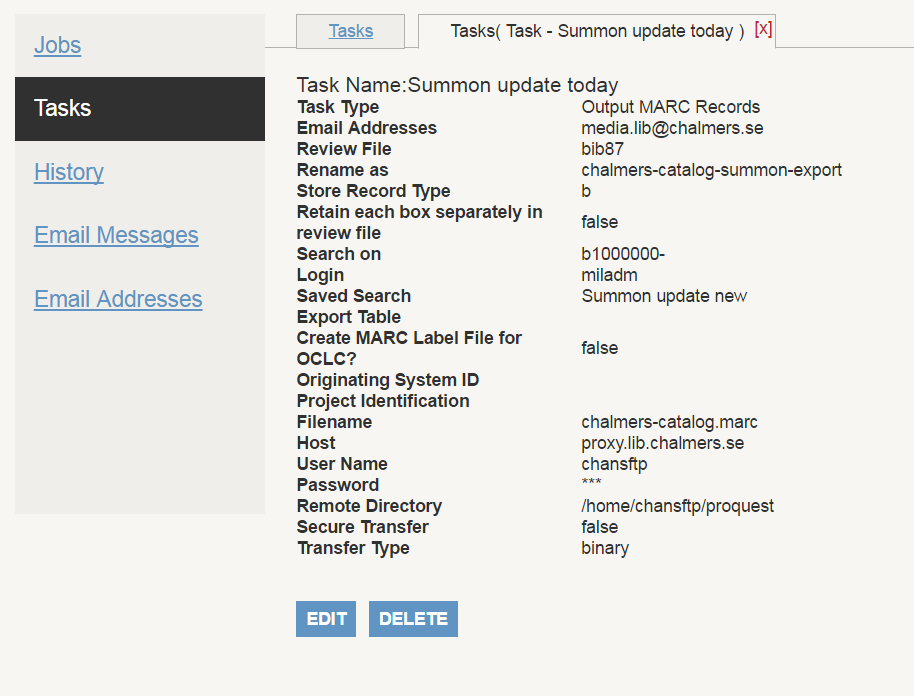 Jobs
Tasks
History
Email Messages
Email Addresses
Tasks
Tasks( Task - Summon update today ) [X]
Task Name:Summon update today
Task Type Output MARC Records
Email Addresses media.lib@chalmers.se
Review File bib87
Rename as chalmers-catalog-summon-export
Store Record Type b
Retain each box separately in
review file false
Search on b1000000-
Login miladm
Saved Search Summon update new
Export Table
Create MARC Label File for
OCLC? false
Originating System ID
Project Identification
Filename chalmers-catalog.marc
Host proxy.lib.chalmers.se
User Name chansftp
Password ***
Remote Directory /home/chansftp/proquest
Secure Transfer false
Transfer Type binary
EDIT DELETE